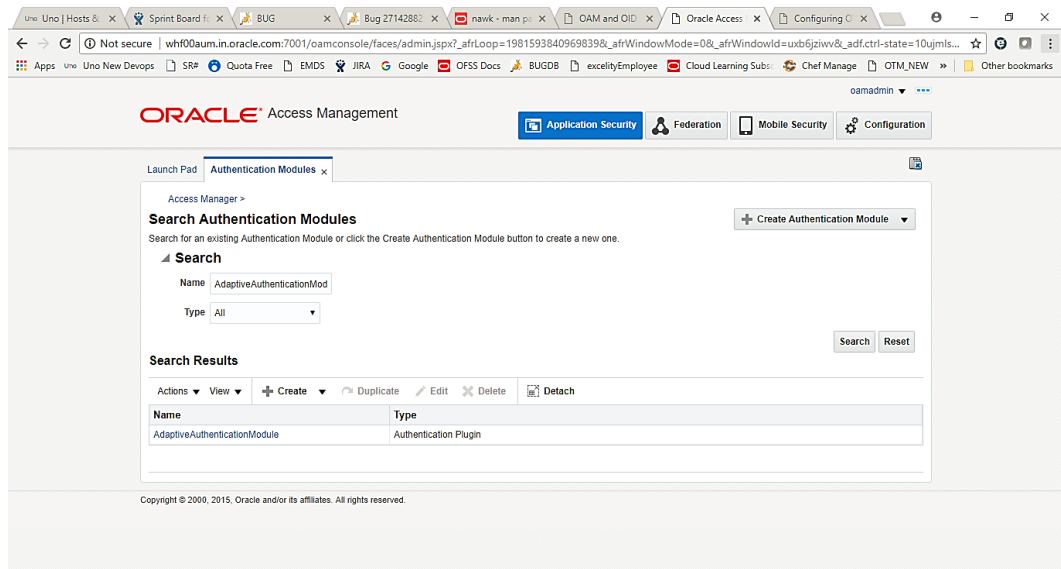 Uno Uno | Hosts & Sprint Board fo BUG Bug 27142882 nawk - man pa OAM and OID Oracle Access Configuring O
Not secure | whf00aum.in.oracle.com:7001/oamconsole/faces/admin.jspx?_afrLoop=1981593840969839&_afrWindowMode=0&_afrWindowId=uxb6jziwv&_adf.ctrl-state=10ujmls...
Apps Uno Uno New Devops SR# Quota Free EMDS JIRA G Google OFSS Docs BUGDB excelityEmployee Cloud Learning Subs Chef Manage OTM_NEW » Other bookmarks
oamadmin
ORACLE Access Management
Application Security Federation Mobile Security Configuration
Launch Pad Authentication Modules x
Access Manager >
Search Authentication Modules
Create Authentication Module
Search for an existing Authentication Module or click the Create Authentication Module button to create a new one.
Search
Name AdaptiveAuthenticationMod
Type All
Search Reset
Search Results
Actions View Create Duplicate Edit Delete Detach
Name Type
AdaptiveAuthenticationModule Authentication Plugin
Copyright © 2000, 2015, Oracle and/or its affiliates. All rights reserved.